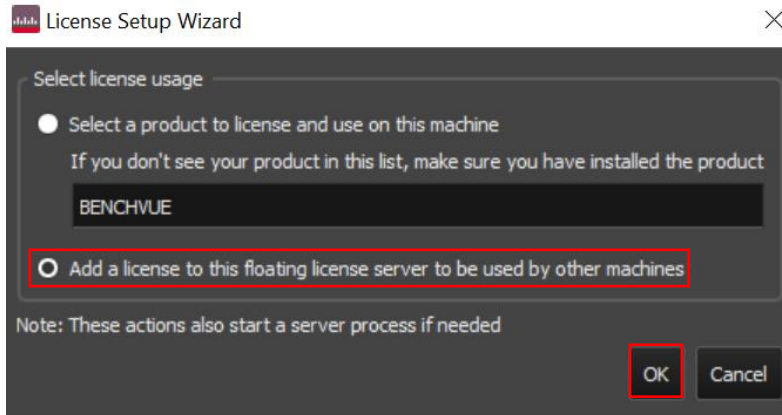 License Setup Wizard
Select license usage
Select a product to license and use on this machine
If you don't see your product in this list, make sure you have installed the product
BENCHVUE
Add a license to this floating license server to be used by other machines
Note: These actions also start a server process if needed
OK
Cancel